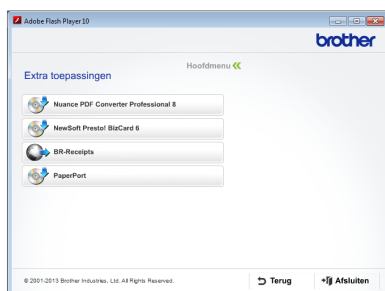 Adobe Flash Player 10
brother
Hoofdmenu
Extra toepassingen
Nuance PDF Converter Professional 8
NewSoft Presto! BizCard 6
BR-Receipts
PaperPort
© 2001-2013 Brother Industries, Ltd. All Rights Reserved.
Terug
Afsluiten